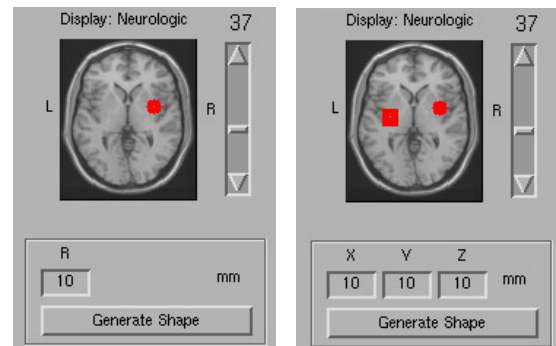 Display: Neurologic 37
L R
R
10 mm
Generate Shape
Display: Neurologic 37
L R
X Y Z
10 10 10 mm
Generate Shape